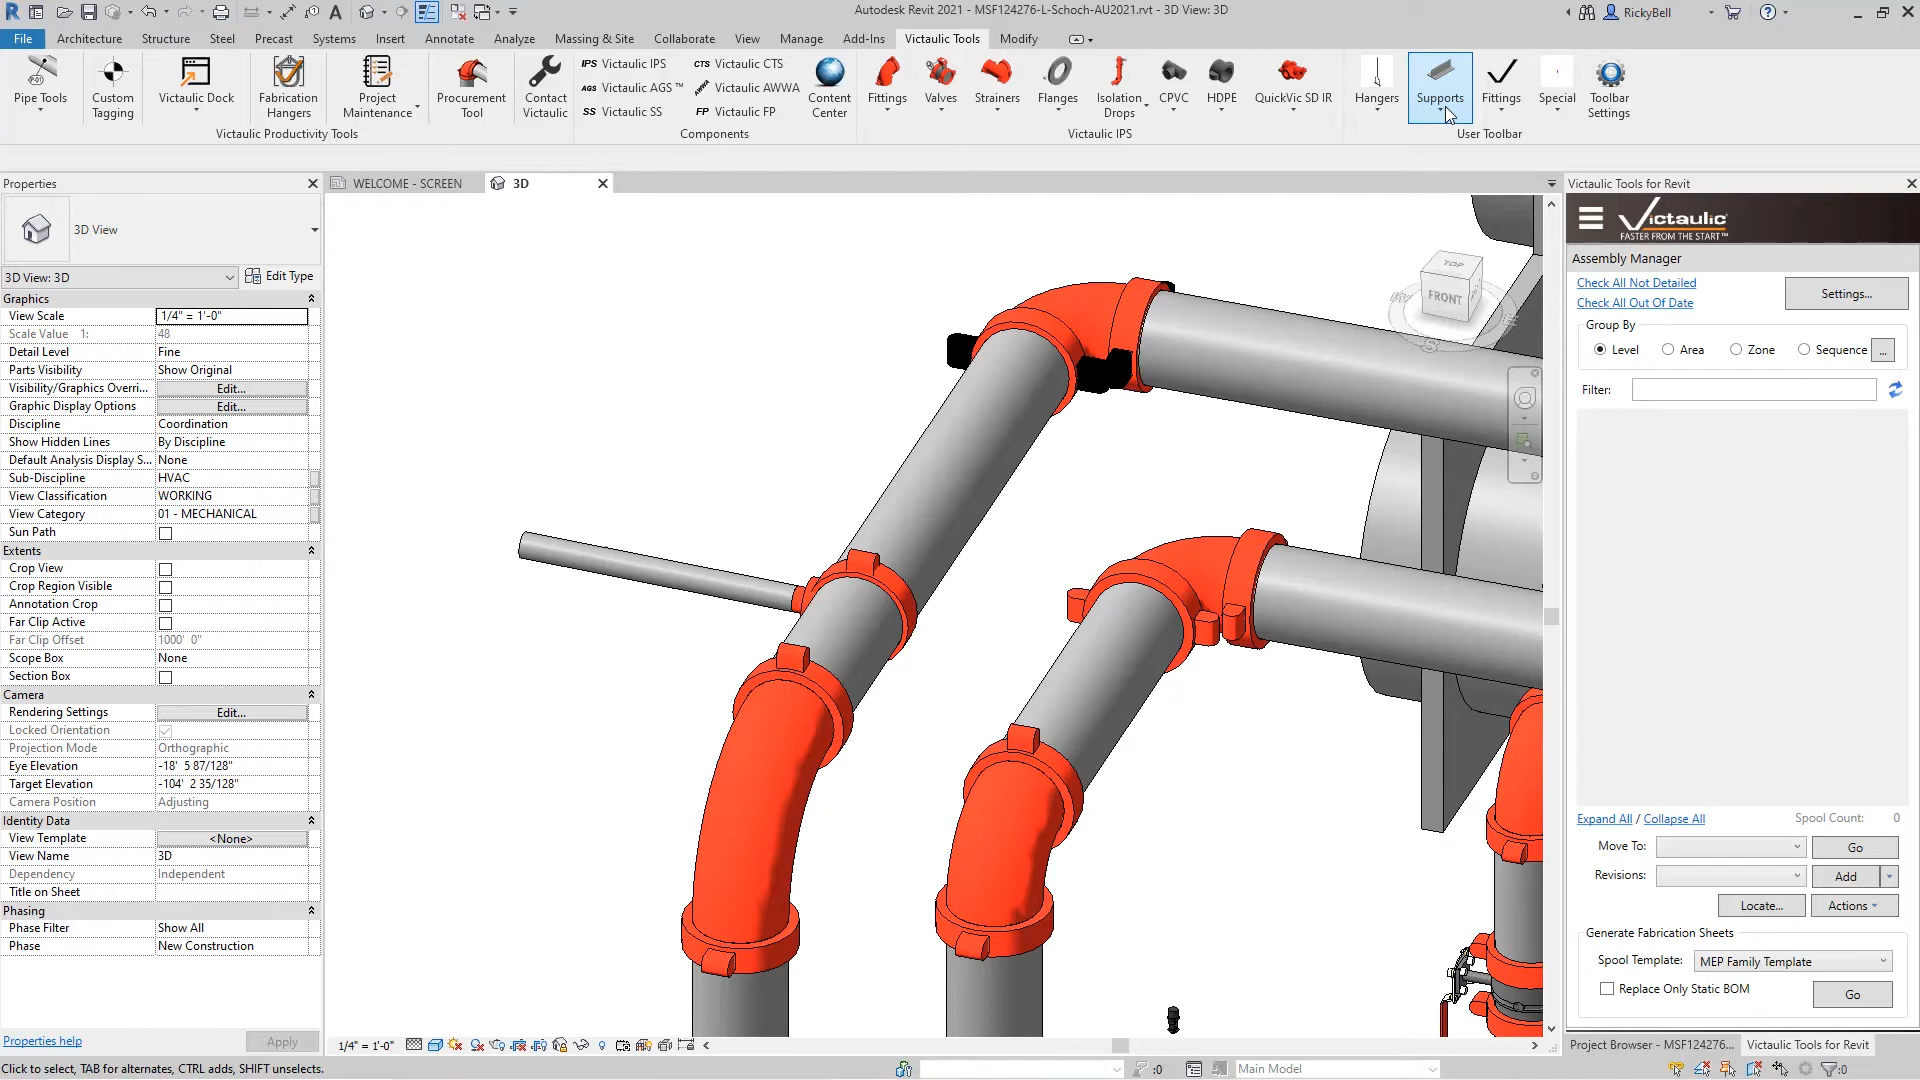 Autodesk Revit 2021 - MSF124276-L-Schoch-AU2021.rvt - 3D View: 3D
RickyBell
File Architecture Structure Steel Precast Systems Insert Annotate Analyze Massing & Site Collaborate View Manage Add-Ins Victaulic Tools Modify
Pipe Tools
Custom Tagging
Victaulic Dock
Fabrication Hangers
Project Maintenance
Procurement Tool
Contact Victaulic
IPS Victaulic IPS
AGS Victaulic AGS™
SS Victaulic SS
CTS Victaulic CTS
Victaulic AWWA
FP Victaulic FP
Content Center
Fittings
Valves
Strainers
Flanges
Isolation Drops
CPVC
HDPE
QuickVic SD IR
Hangers
Supports
Fittings
Special
Toolbar Settings
Victaulic Productivity Tools
Components
Victaulic IPS
User Toolbar
Properties
WELCOME - SCREEN
3D
Victaulic Tools for Revit
3D View
3D View: 3D
Edit Type
Graphics
View Scale 1/4" = 1'-0"
Scale Value 1: 48
Detail Level Fine
Parts Visibility Show Original
Visibility/Graphics Overri... Edit...
Graphic Display Options Edit...
Discipline Coordination
Show Hidden Lines By Discipline
Default Analysis Display S... None
Sub-Discipline HVAC
View Classification WORKING
View Category 01 - MECHANICAL
Sun Path
Extents
Crop View
Crop Region Visible
Annotation Crop
Far Clip Active
Far Clip Offset 1000' 0"
Scope Box None
Section Box
Camera
Rendering Settings Edit...
Locked Orientation
Projection Mode Orthographic
Eye Elevation -18' 5 87/128"
Target Elevation -104' 2 35/128"
Camera Position Adjusting
Identity Data
View Template <None>
View Name 3D
Dependency Independent
Title on Sheet
Phasing
Phase Filter Show All
Phase New Construction
Properties help
Apply
TOP
FRONT
Victaulic
FASTER FROM THE START™
Assembly Manager
Check All Not Detailed
Check All Out Of Date
Settings...
Group By
Level Area Zone Sequence ...
Filter:
Expand All / Collapse All Spool Count: 0
Move To: Go
Revisions: Add
Locate... Actions
Generate Fabrication Sheets
Spool Template: MEP Family Template
Replace Only Static BOM Go
1/4" = 1'-0"
Project Browser - MSF124276... Victaulic Tools for Revit
Click to select, TAB for alternates, CTRL adds, SHIFT unselects.
:0
Main Model
:0